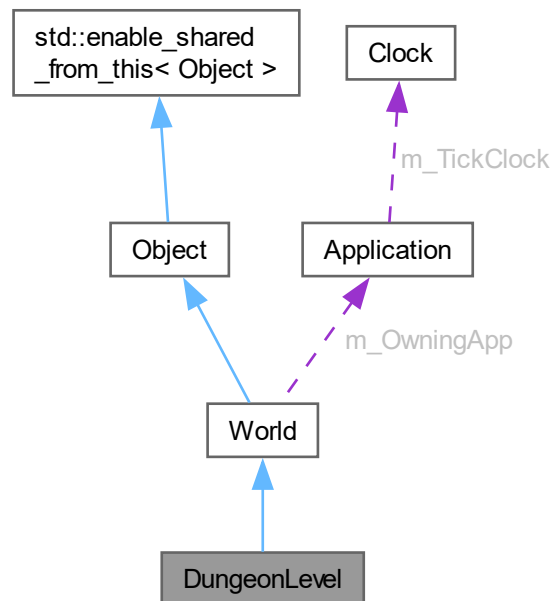 std::enable_shared
_from_this< Object >
Clock
m_TickClock
Object
Application
m_OwningApp
World
DungeonLevel